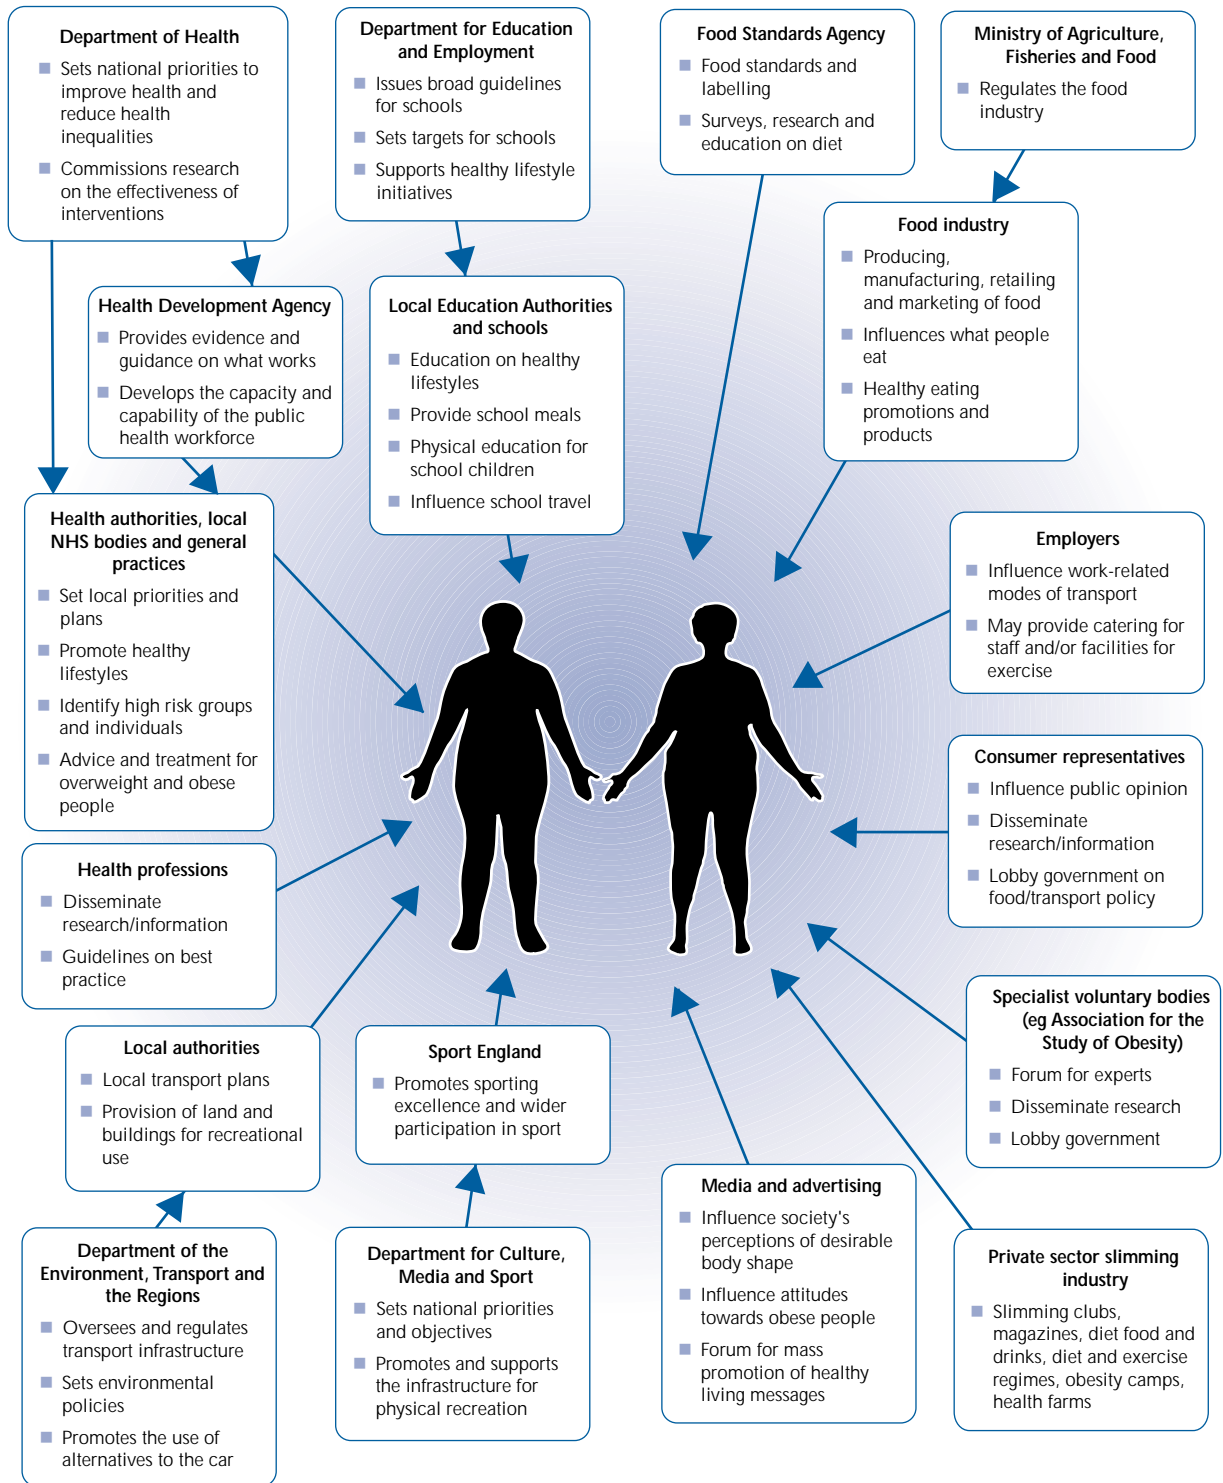 Department of Health
Sets national priorities to
improve health and
reduce health
inequalities
Commissions research
on the effectiveness of
interventions
Department for Education
and Employment
Issues broad guidelines
for schools
Sets targets for schools
Supports healthy lifestyle
initiatives
Food Standards Agency
Food standards and
labelling
Surveys, research and
education on diet
Ministry of Agriculture,
Fisheries and Food
Regulates the food
industry
Health Development Agency
Provides evidence and
guidance on what works
Develops the capacity and
capability of the public
health workforce
Local Education Authorities
and schools
Education on healthy
lifestyles
Provide school meals
Physical education for
school children
Influence school travel
Food industry
Producing,
manufacturing, retailing
and marketing of food
Influences what people
eat
Healthy eating
promotions and
products
Health authorities, local
NHS bodies and general
practices
Set local priorities and
plans
Promote healthy
lifestyles
Identify high risk groups
and individuals
Advice and treatment for
overweight and obese
people
Employers
Influence work-related
modes of transport
May provide catering for
staff and/or facilities for
exercise
Consumer representatives
Influence public opinion
Disseminate
research/information
Lobby government on
food/transport policy
Health professions
Disseminate
research/information
Guidelines on best
practice
Specialist voluntary bodies
(eg Association for the
Study of Obesity)
Forum for experts
Disseminate research
Lobby government
Local authorities
Local transport plans
Provision of land and
buildings for recreational
use
Sport England
Promotes sporting
excellence and wider
participation in sport
Media and advertising
Influence society's
perceptions of desirable
body shape
Influence attitudes
towards obese people
Forum for mass
promotion of healthy
living messages
Private sector slimming
industry
Slimming clubs,
magazines, diet food and
drinks, diet and exercise
regimes, obesity camps,
health farms
Department of the
Environment, Transport and
the Regions
Oversees and regulates
transport infrastructure
Sets environmental
policies
Promotes the use of
alternatives to the car
Department for Culture,
Media and Sport
Sets national priorities
and objectives
Promotes and supports
the infrastructure for
physical recreation